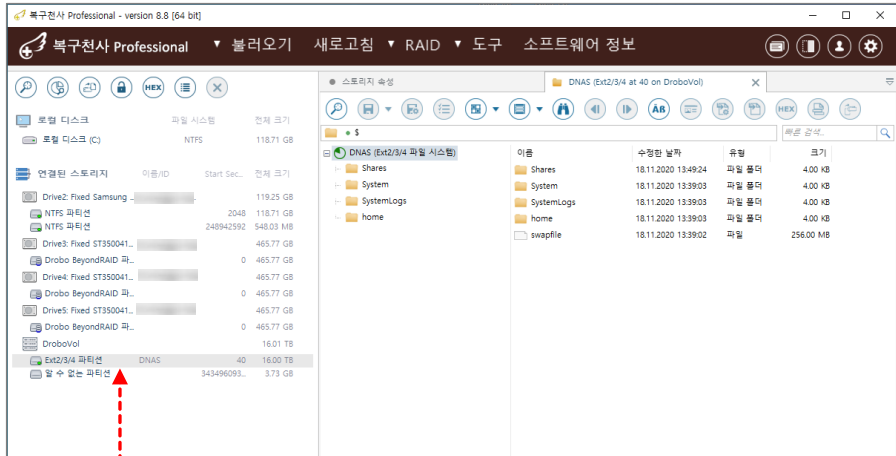 복구천사 Professional - version 8.8 [64 bit]
복구천사 Professional ▼ 불러오기 새로고침 ▼ RAID ▼ 도구 소프트웨어 정보
HEX
스토리지 속성
DNAS (Ext2/3/4 at 40 on DroboVol)
ÄB
HEX
$
빠른 검색..
로컬 디스크 파일 시스템 전체 크기
로컬 디스크 (C:) NTFS 118.71 GB
연결된 스토리지 이름/ID Start Sec... 전체 크기
Drive2: Fixed Samsung ... 119.25 GB
NTFS 파티션 2048 118.71 GB
NTFS 파티션 248942592 548.03 MB
Drive3: Fixed ST350041... 465.77 GB
Drobo BeyondRAID 파... 0 465.77 GB
Drive4: Fixed ST350041... 465.77 GB
Drobo BeyondRAID 파... 0 465.77 GB
Drive5: Fixed ST350041... 465.77 GB
Drobo BeyondRAID 파... 0 465.77 GB
DroboVol 16.01 TB
Ext2/3/4 파티션 DNAS 40 16.00 TB
알 수 없는 파티션 343496093... 3.73 GB
DNAS (Ext2/3/4 파일 시스템)
Shares
System
SystemLogs
home
이름 수정한 날짜 유형 크기
Shares 18.11.2020 13:49:24 파일 폴더 4.00 KB
System 18.11.2020 13:39:03 파일 폴더 4.00 KB
SystemLogs 18.11.2020 13:39:03 파일 폴더 4.00 KB
home 18.11.2020 13:39:03 파일 폴더 4.00 KB
swapfile 18.11.2020 13:39:02 파일 256.00 MB